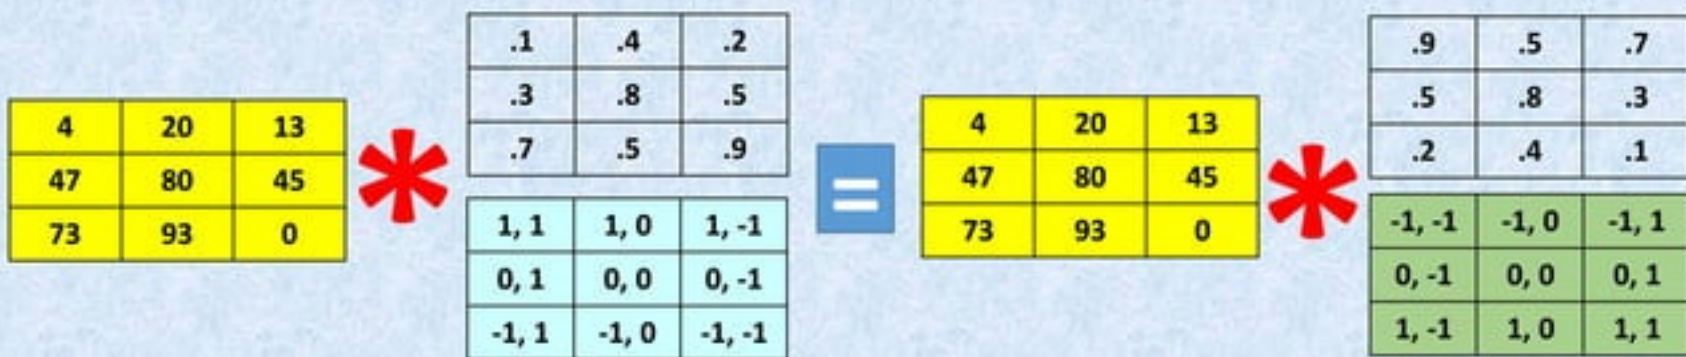 4 20 13
47 80 45
73 93 0
*
.1 .4 .2
.3 .8 .5
.7 .5 .9
1, 1 1, 0 1, -1
0, 1 0, 0 0, -1
-1, 1 -1, 0 -1, -1
=
4 20 13
47 80 45
73 93 0
*
.9 .5 .7
.5 .8 .3
.2 .4 .1
-1, -1 -1, 0 -1, 1
0, -1 0, 0 0, 1
1, -1 1, 0 1, 1